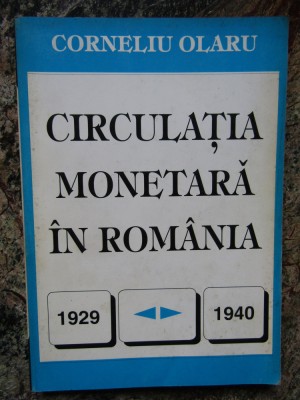 CORNELIU OLARU
CIRCULAȚIA
MONETARĂ
ÎN ROMÂNIA
1929 ◄► 1940